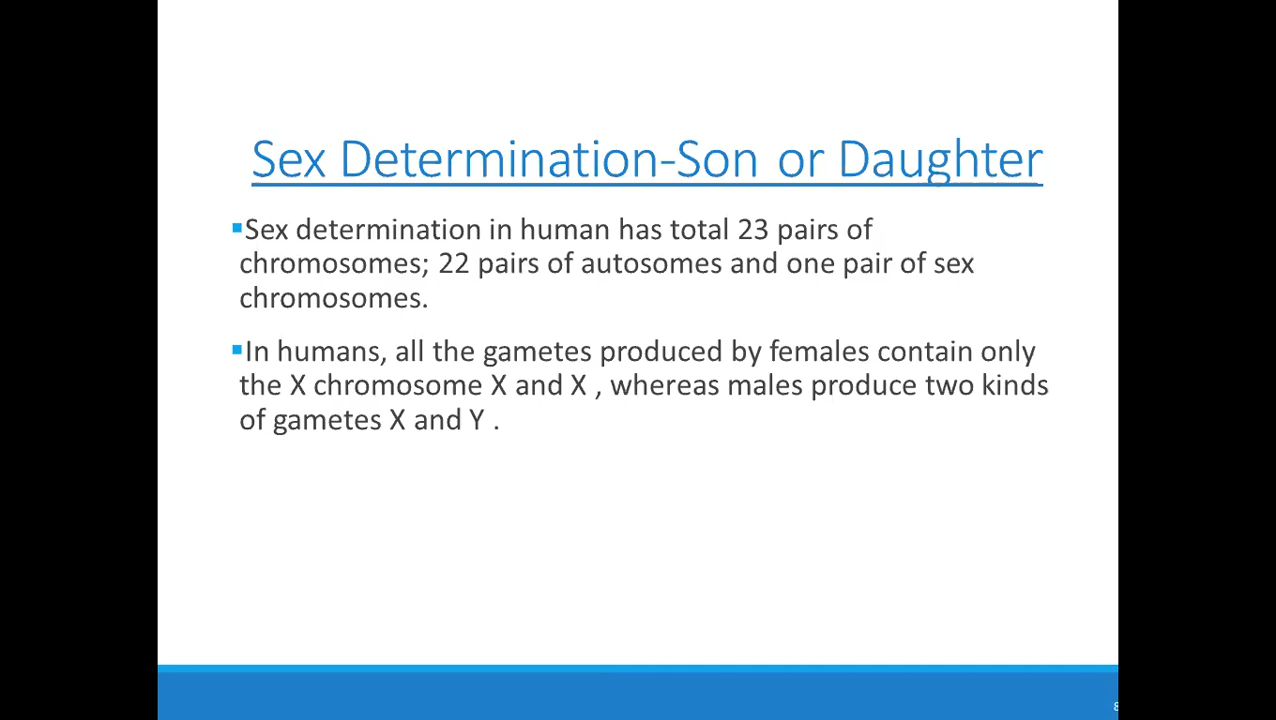 Sex Determination-Son or Daughter
▪Sex determination in human has total 23 pairs of
chromosomes; 22 pairs of autosomes and one pair of sex
chromosomes.
▪In humans, all the gametes produced by females contain only
the X chromosome X and X , whereas males produce two kinds
of gametes X and Y .